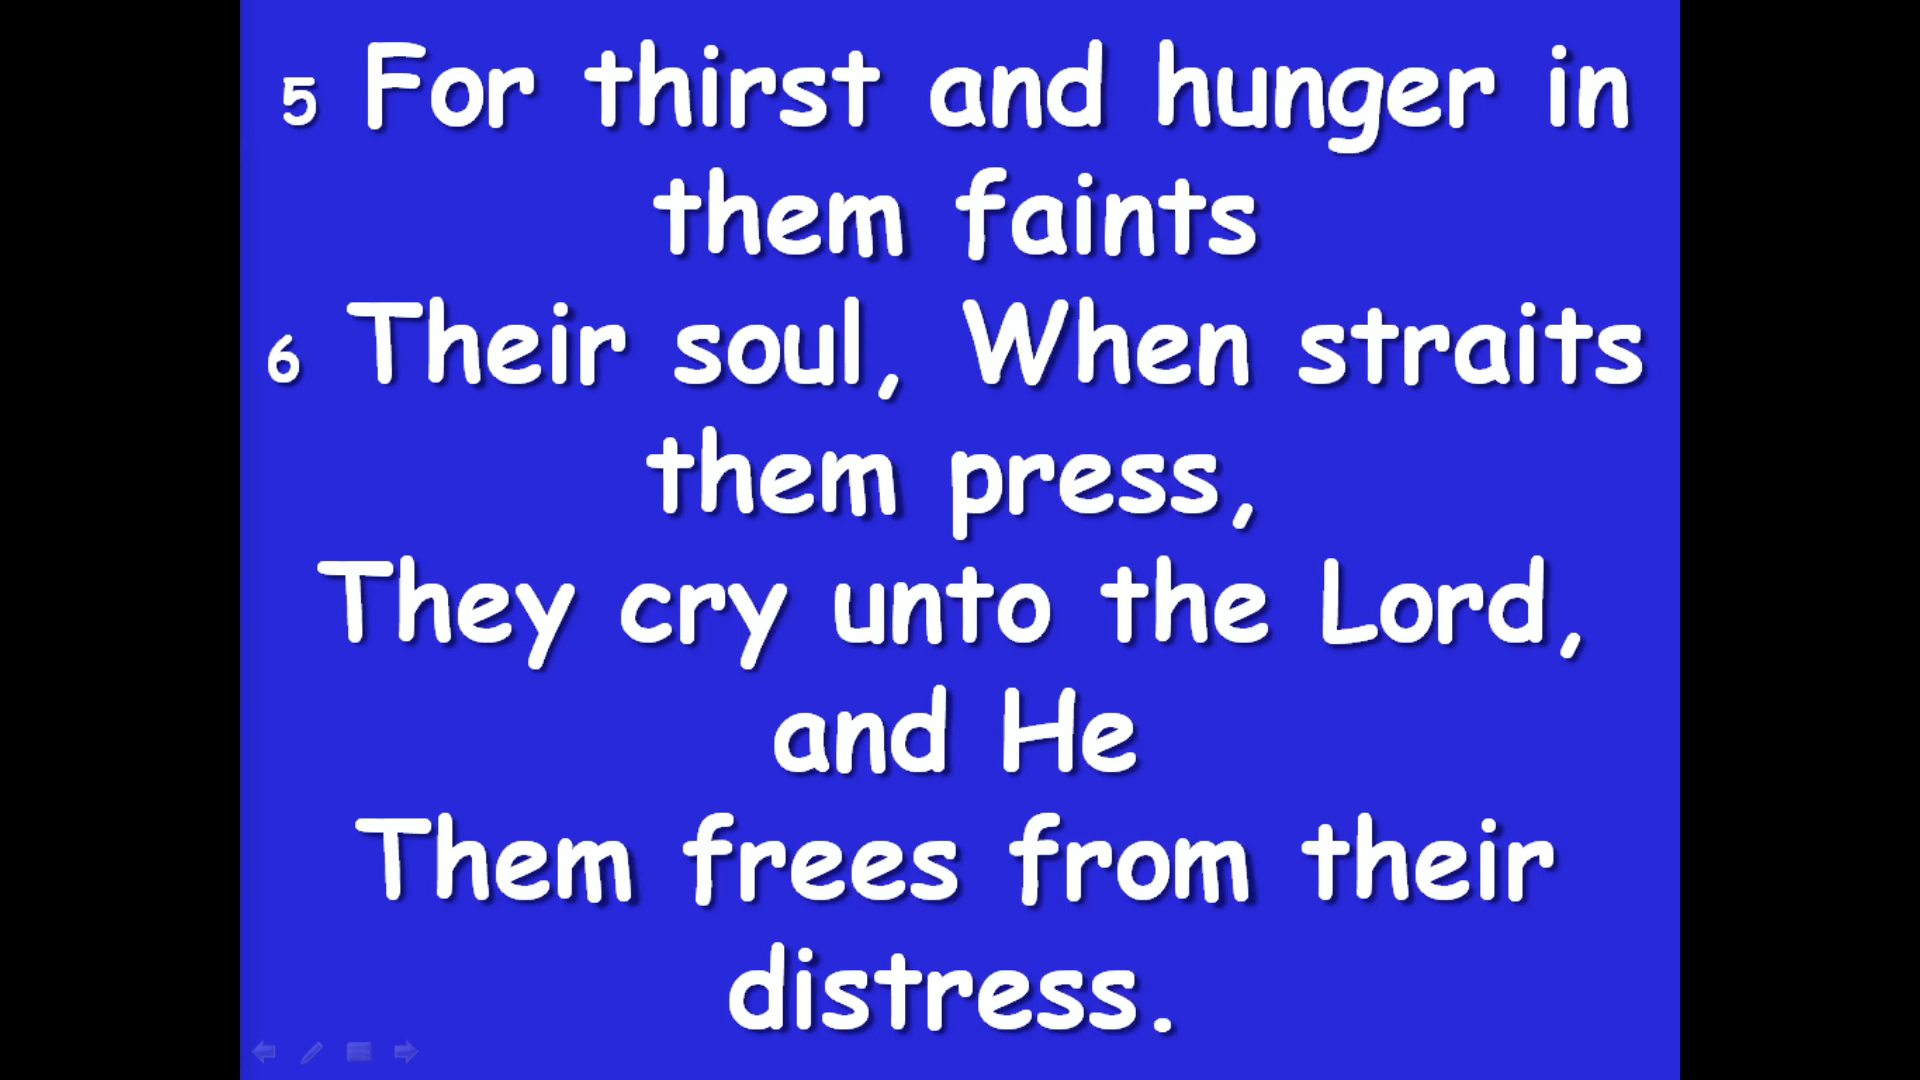 5 For thirst and hunger in
them faints
6 Their soul, When straits
them press,
They cry unto the Lord,
and He
Them frees from their
distress.